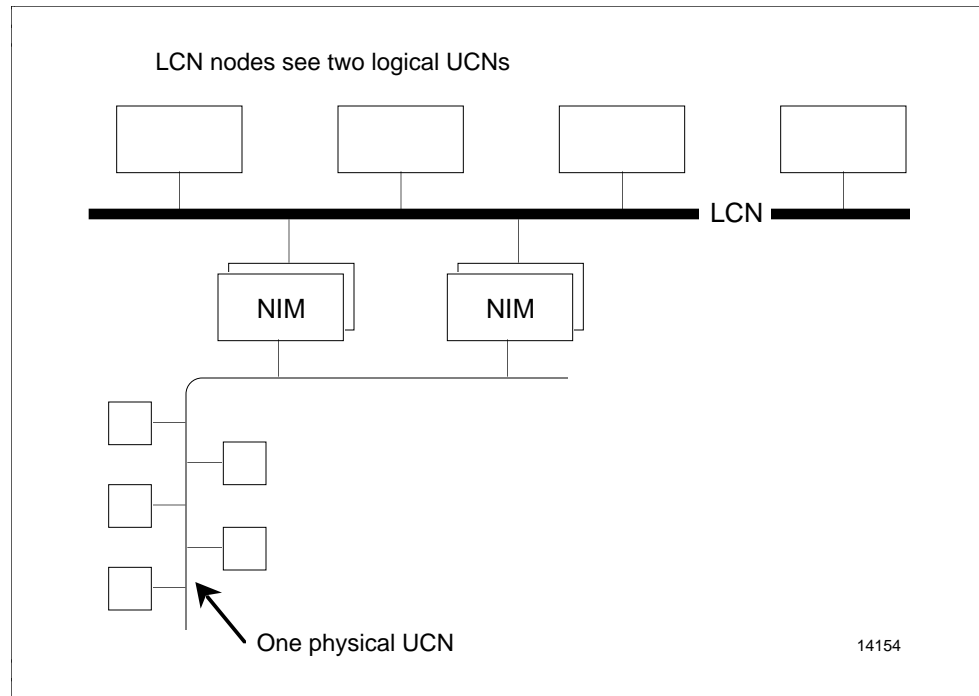 LCN nodes see two logical UCNs
LCN
NIM
NIM
One physical UCN
14154